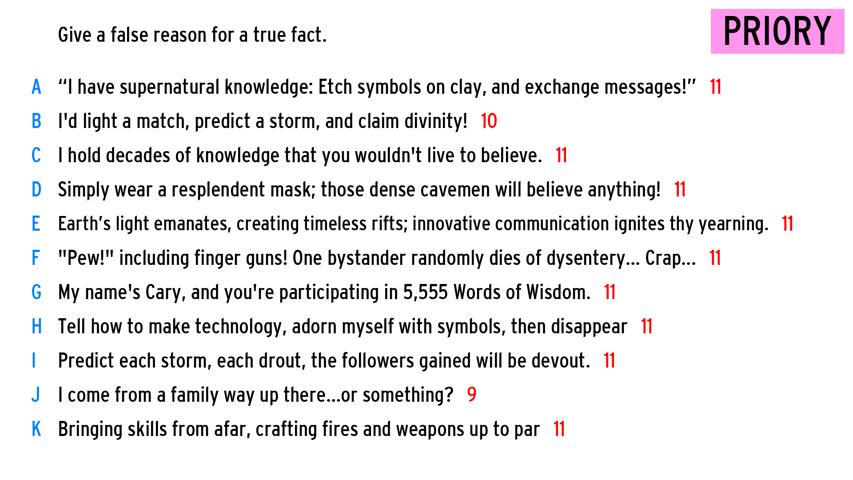 Give a false reason for a true fact.
PRIORY
A “I have supernatural knowledge: Etch symbols on clay, and exchange messages!” 11
B I'd light a match, predict a storm, and claim divinity! 10
C I hold decades of knowledge that you wouldn't live to believe. 11
D Simply wear a resplendent mask; those dense cavemen will believe anything! 11
E Earth’s light emanates, creating timeless rifts; innovative communication ignites thy yearning. 11
F "Pew!" including finger guns! One bystander randomly dies of dysentery... Crap... 11
G My name's Cary, and you're participating in 5,555 Words of Wisdom. 11
H Tell how to make technology, adorn myself with symbols, then disappear 11
I Predict each storm, each drout, the followers gained will be devout. 11
J I come from a family way up there...or something? 9
K Bringing skills from afar, crafting fires and weapons up to par 11